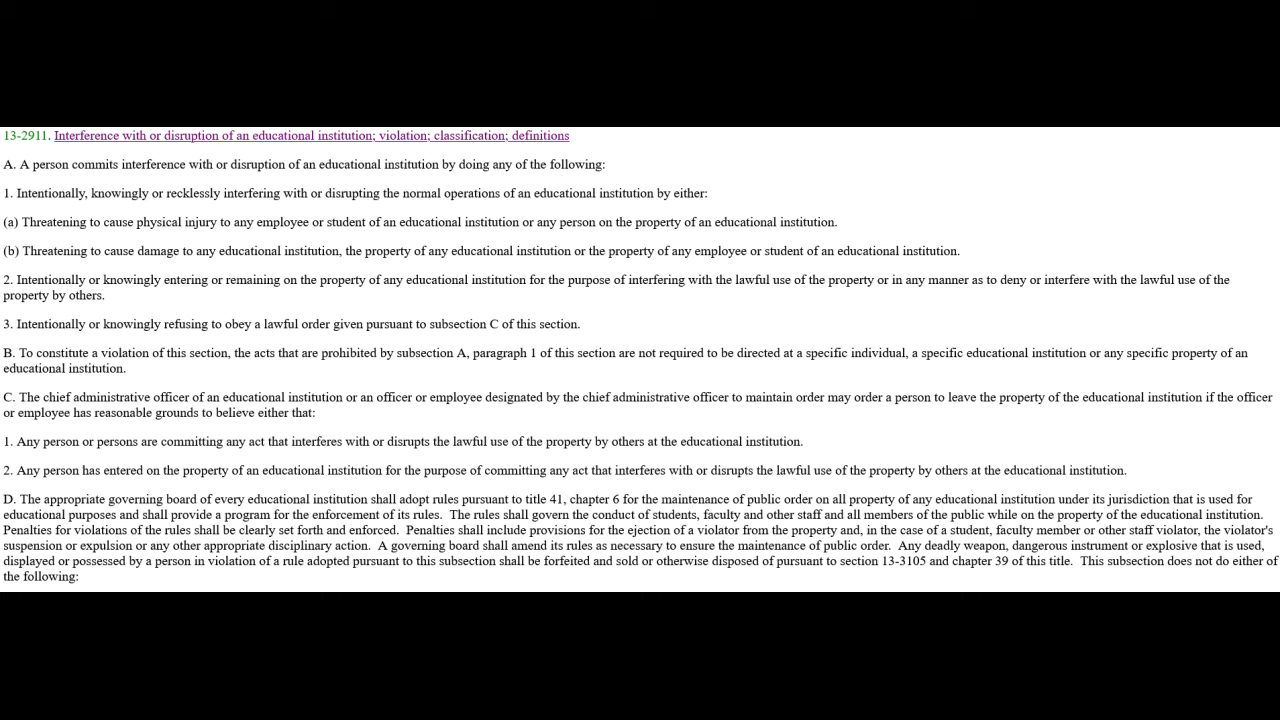 13-2911. Interference with or disruption of an educational institution; violation; classification; definitions
A. A person commits interference with or disruption of an educational institution by doing any of the following:
1. Intentionally, knowingly or recklessly interfering with or disrupting the normal operations of an educational institution by either:
(a) Threatening to cause physical injury to any employee or student of an educational institution or any person on the property of an educational institution.
(b) Threatening to cause damage to any educational institution, the property of any educational institution or the property of any employee or student of an educational institution.
2. Intentionally or knowingly entering or remaining on the property of any educational institution for the purpose of interfering with the lawful use of the property or in any manner as to deny or interfere with the lawful use of the
property by others.
3. Intentionally or knowingly refusing to obey a lawful order given pursuant to subsection C of this section.
B. To constitute a violation of this section, the acts that are prohibited by subsection A, paragraph 1 of this section are not required to be directed at a specific individual, a specific educational institution or any specific property of an
educational institution.
C. The chief administrative officer of an educational institution or an officer or employee designated by the chief administrative officer to maintain order may order a person to leave the property of the educational institution if the officer
or employee has reasonable grounds to believe either that:
1. Any person or persons are committing any act that interferes with or disrupts the lawful use of the property by others at the educational institution.
2. Any person has entered on the property of an educational institution for the purpose of committing any act that interferes with or disrupts the lawful use of the property by others at the educational institution.
D. The appropriate governing board of every educational institution shall adopt rules pursuant to title 41, chapter 6 for the maintenance of public order on all property of any educational institution under its jurisdiction that is used for
educational purposes and shall provide a program for the enforcement of its rules.  The rules shall govern the conduct of students, faculty and other staff and all members of the public while on the property of the educational institution.
Penalties for violations of the rules shall be clearly set forth and enforced.  Penalties shall include provisions for the ejection of a violator from the property and, in the case of a student, faculty member or other staff violator, the violator's
suspension or expulsion or any other appropriate disciplinary action.  A governing board shall amend its rules as necessary to ensure the maintenance of public order.  Any deadly weapon, dangerous instrument or explosive that is used,
displayed or possessed by a person in violation of a rule adopted pursuant to this subsection shall be forfeited and sold or otherwise disposed of pursuant to section 13-3105 and chapter 39 of this title.  This subsection does not do either of
the following: